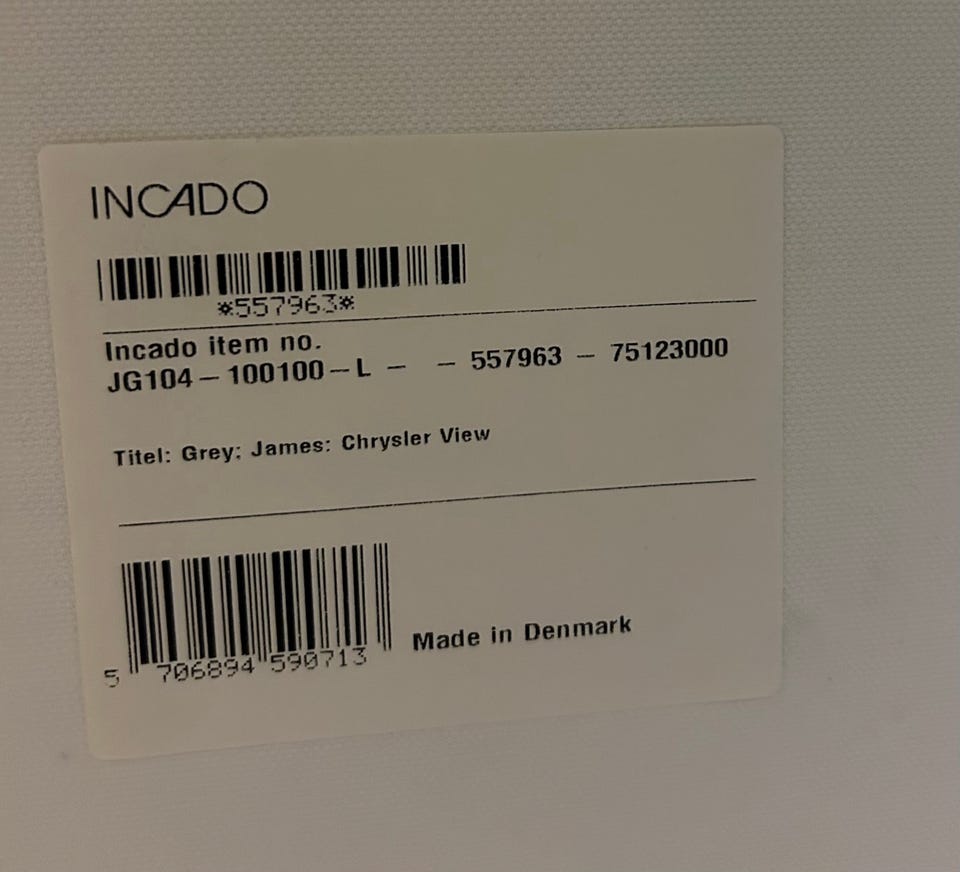 INCADO
*557963*
Incado item no.
JG104 – 100100 – L – – 557963 – 75123000
Titel: Grey; James: Chrysler View
5 706894 590713
Made in Denmark